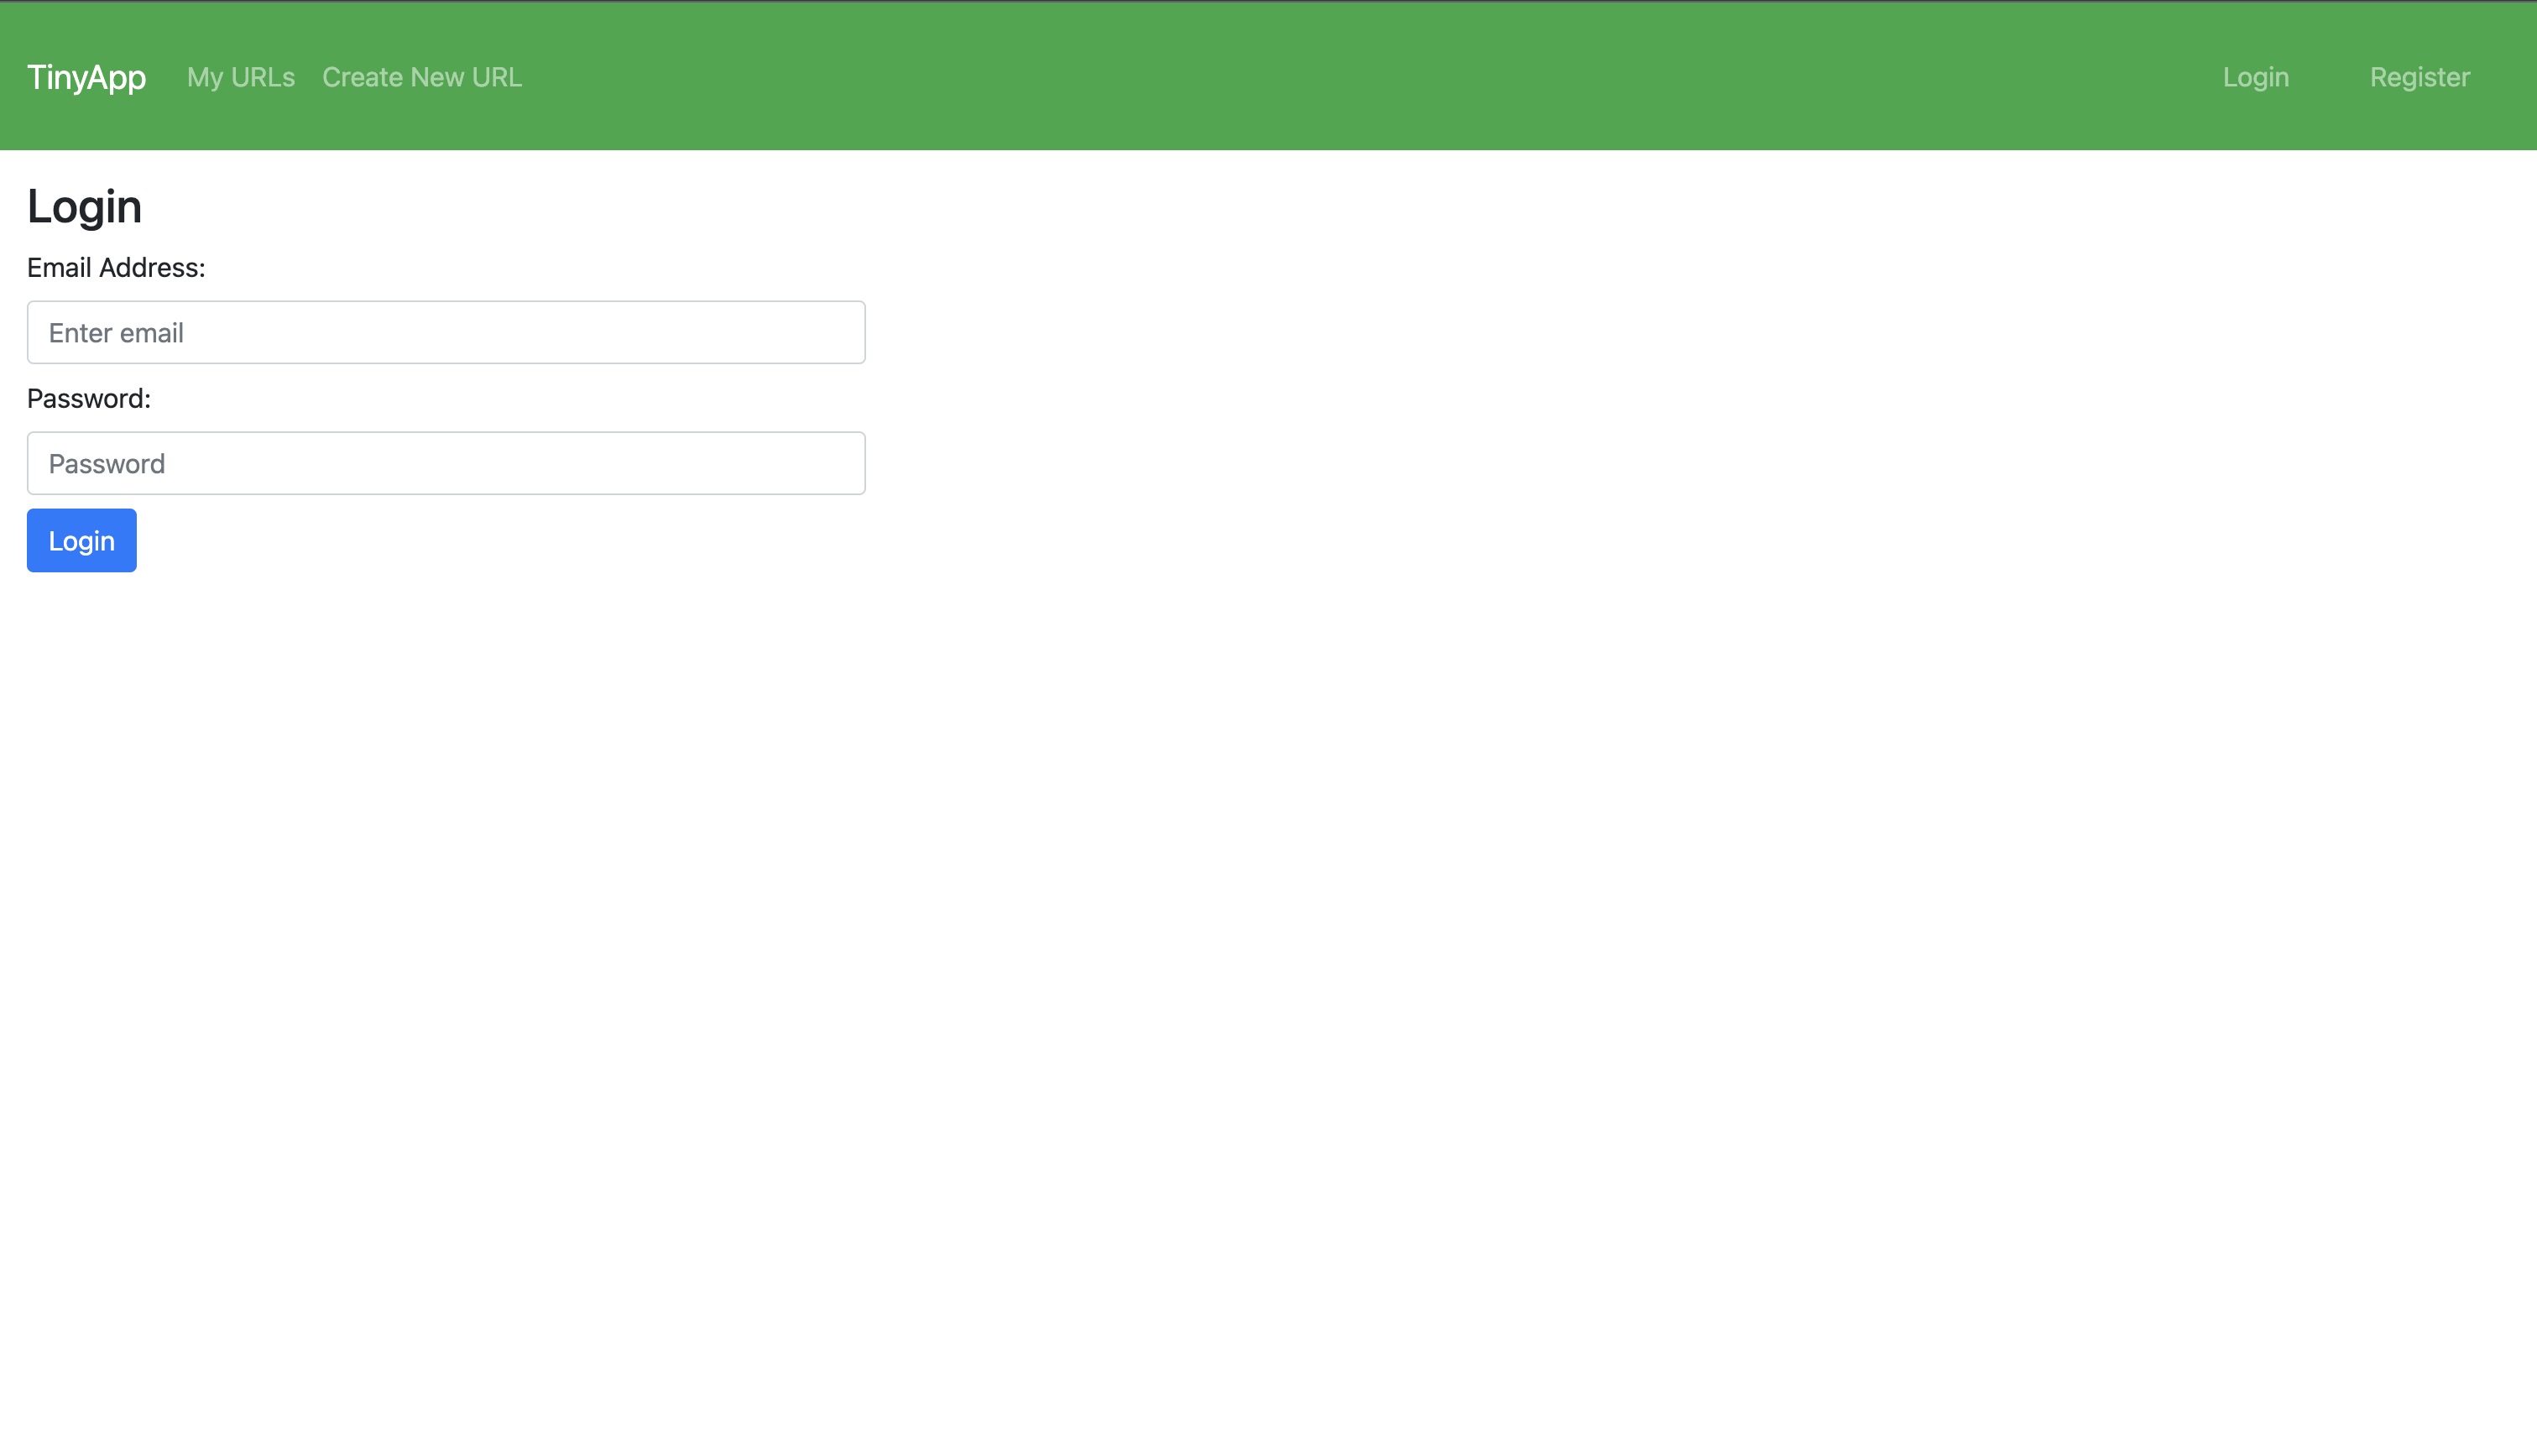 TinyApp My URLs Create New URL Login Register
Login
Email Address:
Enter email
Password:
Password
Login